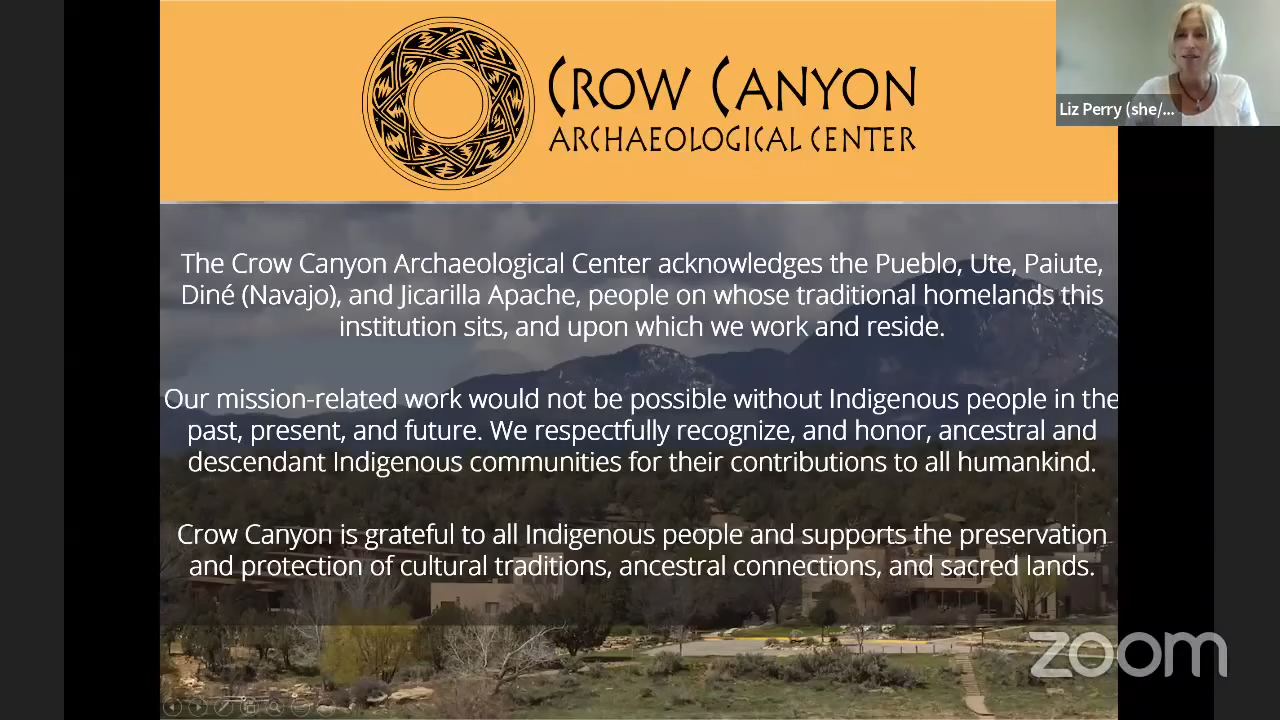 CROW CANYON
ARCHAEOLOGICAL CENTER
Liz Perry (she/...
The Crow Canyon Archaeological Center acknowledges the Pueblo, Ute, Paiute,
Diné (Navajo), and Jicarilla Apache, people on whose traditional homelands this
institution sits, and upon which we work and reside.
Our mission-related work would not be possible without Indigenous people in the
past, present, and future. We respectfully recognize, and honor, ancestral and
descendant Indigenous communities for their contributions to all humankind.
Crow Canyon is grateful to all Indigenous people and supports the preservation
and protection of cultural traditions, ancestral connections, and sacred lands.
zoom